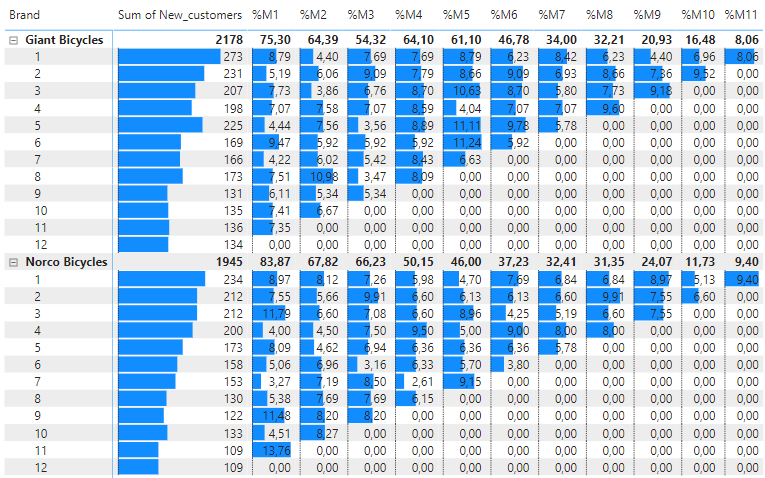 Brand Sum of New_customers %M1 %M2 %M3 %M4 %M5 %M6 %M7 %M8 %M9 %M10 %M11
Giant Bicycles 2178 75,30 64,39 54,32 64,10 61,10 46,78 34,00 32,21 20,93 16,48 8,06
1 273 8,79 4,40 7,69 7,69 8,79 6,23 8,42 6,23 4,40 6,96 8,06
2 231 5,19 6,06 9,09 7,79 8,66 9,09 6,93 8,66 7,36 9,52 0,00
3 207 7,73 3,86 6,76 8,70 10,63 8,70 5,80 7,73 9,18 0,00 0,00
4 198 7,07 7,58 7,07 8,59 4,04 7,07 7,07 9,60 0,00 0,00 0,00
5 225 4,44 7,56 3,56 8,89 11,11 9,78 5,78 0,00 0,00 0,00 0,00
6 169 9,47 5,92 5,92 5,92 11,24 5,92 0,00 0,00 0,00 0,00 0,00
7 166 4,22 6,02 5,42 8,43 6,63 0,00 0,00 0,00 0,00 0,00 0,00
8 173 7,51 10,98 3,47 8,09 0,00 0,00 0,00 0,00 0,00 0,00 0,00
9 131 6,11 5,34 5,34 0,00 0,00 0,00 0,00 0,00 0,00 0,00 0,00
10 135 7,41 6,67 0,00 0,00 0,00 0,00 0,00 0,00 0,00 0,00 0,00
11 136 7,35 0,00 0,00 0,00 0,00 0,00 0,00 0,00 0,00 0,00 0,00
12 134 0,00 0,00 0,00 0,00 0,00 0,00 0,00 0,00 0,00 0,00 0,00
Norco Bicycles 1945 83,87 67,82 66,23 50,15 46,00 37,23 32,41 31,35 24,07 11,73 9,40
1 234 8,97 8,12 7,26 5,98 4,70 7,69 6,84 6,84 8,97 5,13 9,40
2 212 7,55 5,66 9,91 6,60 6,13 6,13 6,60 9,91 7,55 6,60 0,00
3 212 11,79 6,60 7,08 6,60 8,96 4,25 5,19 6,60 7,55 0,00 0,00
4 200 4,00 4,50 7,50 9,50 5,00 9,00 8,00 8,00 0,00 0,00 0,00
5 173 8,09 4,62 6,94 6,36 6,36 6,36 5,78 0,00 0,00 0,00 0,00
6 158 5,06 6,96 3,16 6,33 5,70 3,80 0,00 0,00 0,00 0,00 0,00
7 153 3,27 7,19 8,50 2,61 9,15 0,00 0,00 0,00 0,00 0,00 0,00
8 130 5,38 7,69 7,69 6,15 0,00 0,00 0,00 0,00 0,00 0,00 0,00
9 122 11,48 8,20 8,20 0,00 0,00 0,00 0,00 0,00 0,00 0,00 0,00
10 133 4,51 8,27 0,00 0,00 0,00 0,00 0,00 0,00 0,00 0,00 0,00
11 109 13,76 0,00 0,00 0,00 0,00 0,00 0,00 0,00 0,00 0,00 0,00
12 109 0,00 0,00 0,00 0,00 0,00 0,00 0,00 0,00 0,00 0,00 0,00